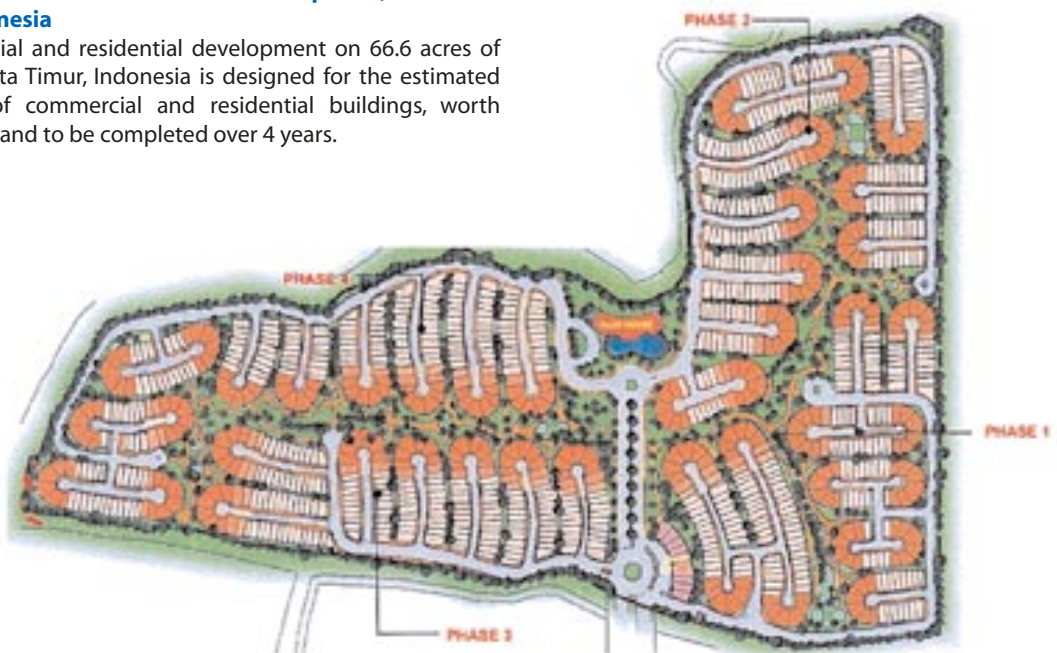 nesia
ial and residential development on 66.6 acres of
ta Timur, Indonesia is designed for the estimated
of commercial and residential buildings, worth
and to be completed over 4 years.
PHASE 2
PHASE 4
PHASE 1
PHASE 3